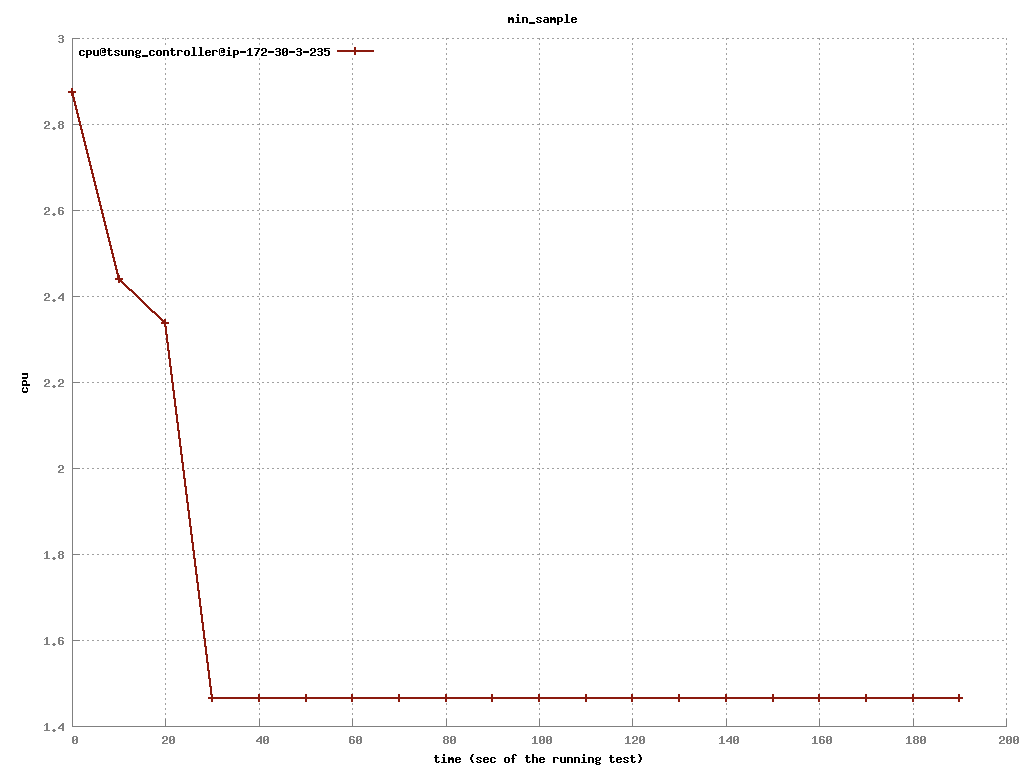 min_sample
3
cpu@tsung_controller@ip-172-30-3-235
2.8
2.6
2.4
2.2
cpu
2
1.8
1.6
1.4
0 20 40 60 80 100 120 140 160 180 200
time (sec of the running test)